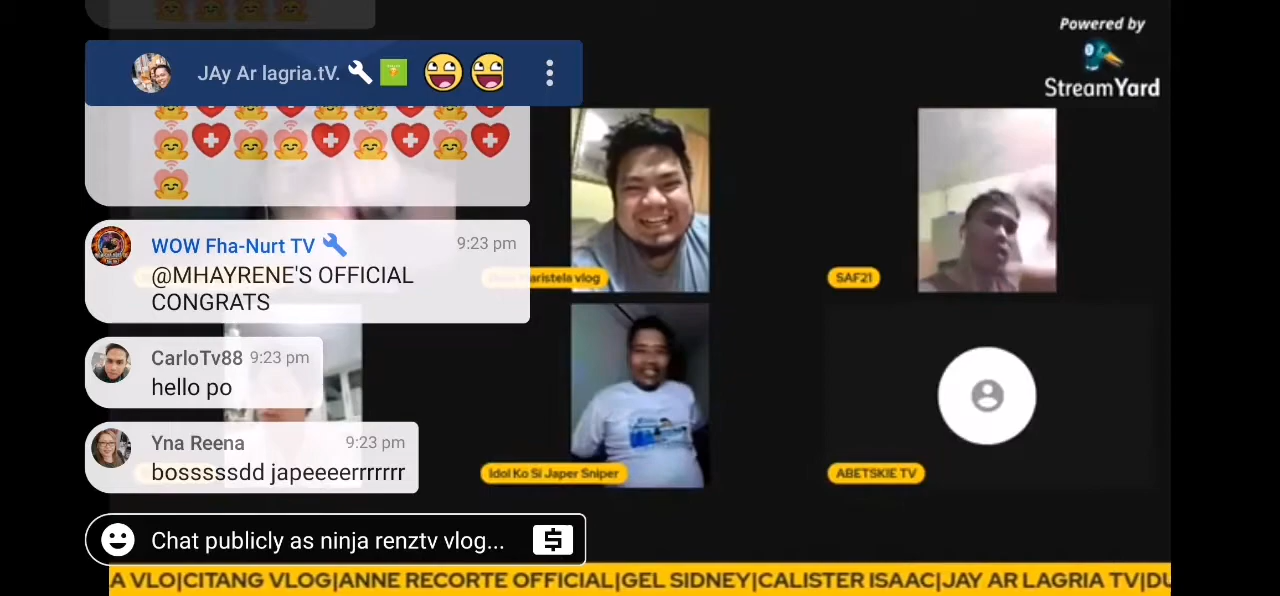 Powered by
StreamYard
JAy Ar lagria.tV.
WOW Fha-Nurt TV
9:23 pm
@MHAYRENE'S OFFICIAL
CONGRATS
CarloTv88 9:23 pm
hello po
Yna Reena
9:23 pm
bosssssdd japeeeerrrrrrr
Chat publicly as ninja renztv vlog...
aristela vlog
SAF21
Idol Ko Si Japer Sniper
ABETSKIE TV
A VLO|CITANG VLOG|ANNE RECORTE OFFICIAL|GEL SIDNEY|CALISTER ISAAC|JAY AR LAGRIA TV|DU